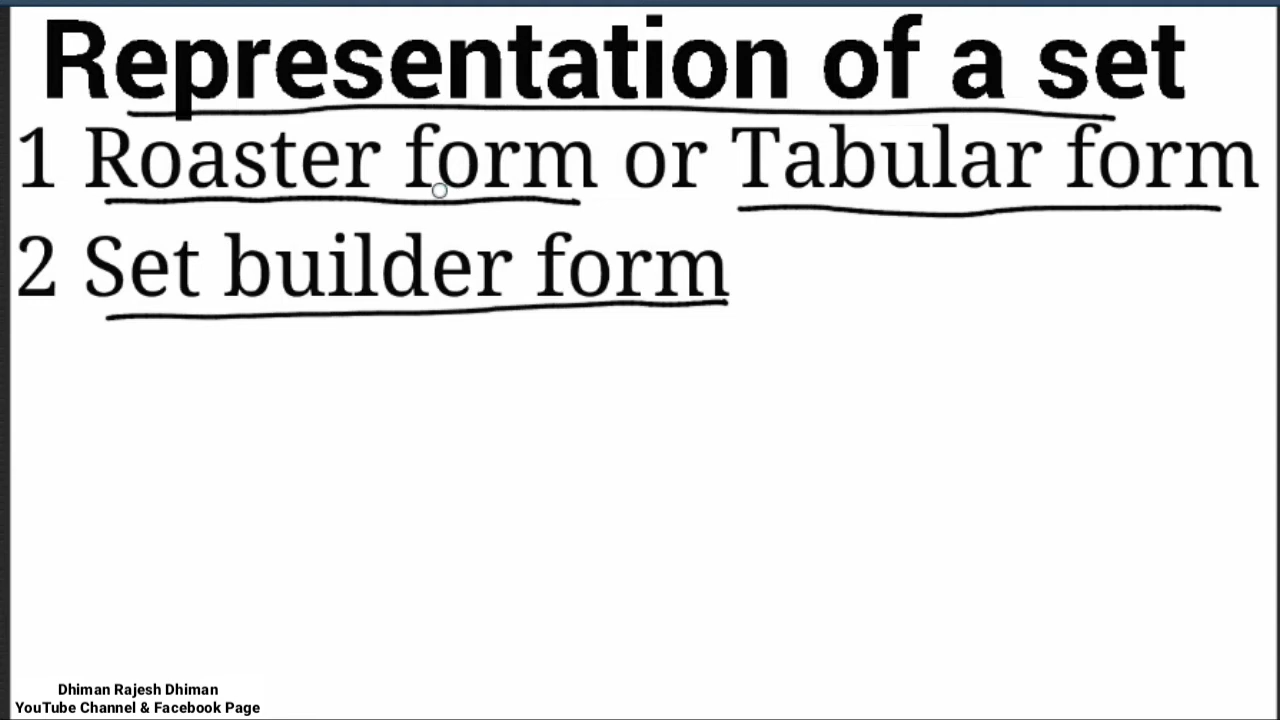 Representation of a set
1 Roaster form or Tabular form
2 Set builder form
Dhiman Rajesh Dhiman
YouTube Channel & Facebook Page